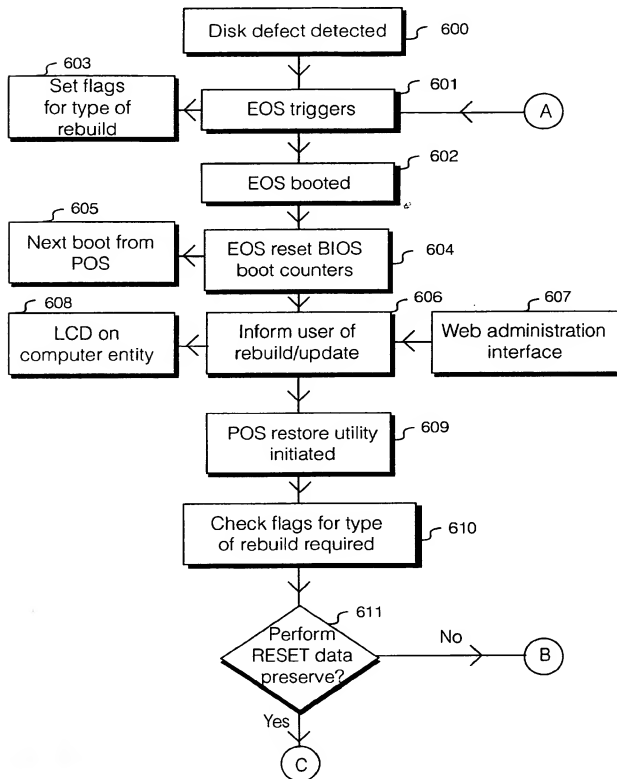 Disk defect detected
600
603
Set flags
for type of
rebuild
601
EOS triggers
A
602
EOS booted
605
Next boot from
POS
EOS reset BIOS
boot counters
604
608
LCD on
computer entity
606
Inform user of
rebuild/update
607
Web administration
interface
POS restore utility
initiated
609
Check flags for type
of rebuild required
610
611
Perform
RESET data
preserve?
No
B
Yes
C